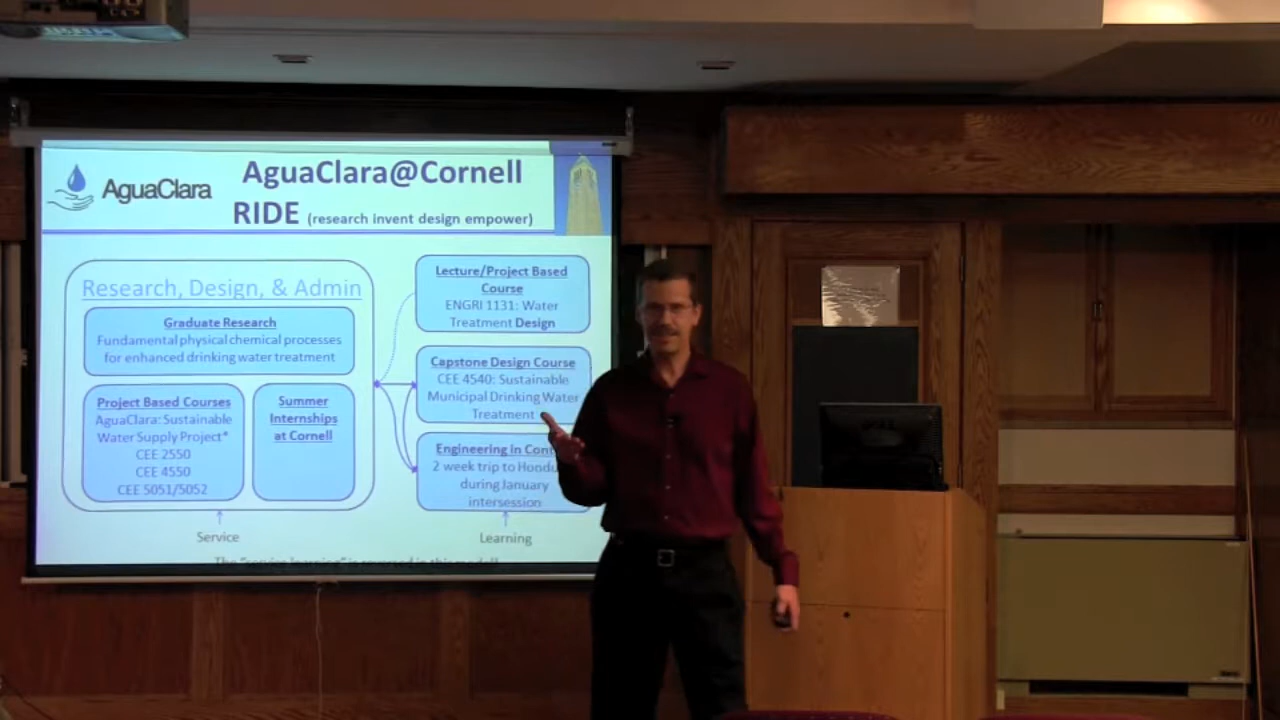 AguaClara
AguaClara@Cornell
RIDE (research invent design empower)
Research, Design, & Admin
Graduate Research
Fundamental physical chemical processes
for enhanced drinking water treatment
Project Based Courses
AguaClara: Sustainable
Water Supply Project*
CEE 2550
CEE 4550
CEE 5051/5052
Summer
Internships
at Cornell
Service
Lecture/Project Based
Course
ENGRI 1131: Water
Treatment Design
Capstone Design Course
CEE 4540: Sustainable
Municipal Drinking Water
Treatment
Engineering in Cont
2 week trip to Hondu
during January
intersession
Learning